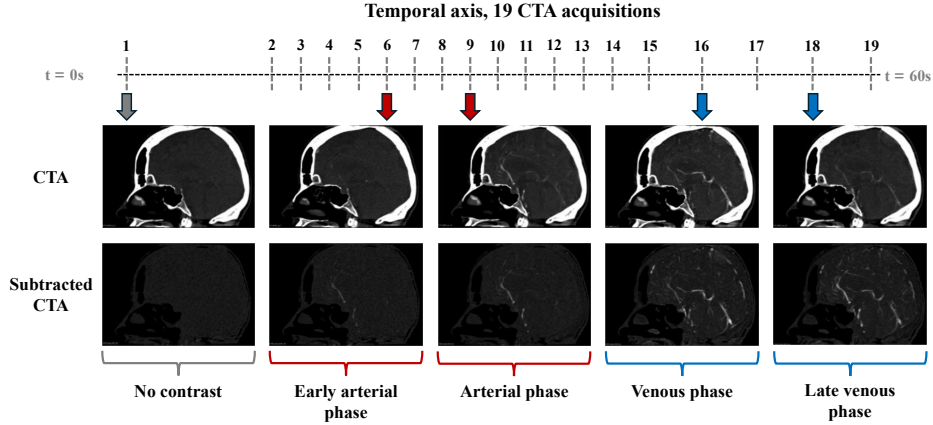 Temporal axis, 19 CTA acquisitions
1 2 3 4 5 6 7 8 9 10 11 12 13 14 15 16 17 18 19
t = 0s
t = 60s
CTA
Subtracted
CTA
No contrast
Early arterial
phase
Arterial phase
Venous phase
Late venous
phase